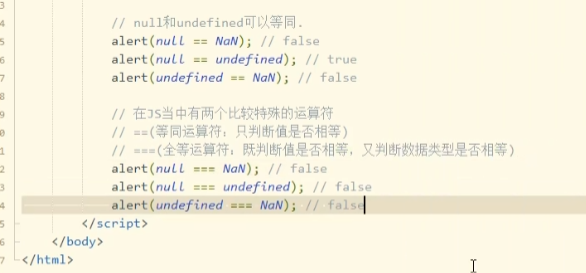 // null和undefined可以等同.
alert(null == NaN); // false
alert(null == undefined); // true
alert(undefined == NaN); // false
// 在JS当中有两个比较特殊的运算符
// ==(等同运算符：只判断值是否相等)
// ===(全等运算符：既判断值是否相等，又判断数据类型是否相等)
alert(null === NaN); // false
alert(null === undefined); // false
alert(undefined === NaN); // false
</script>
</body>
</html>